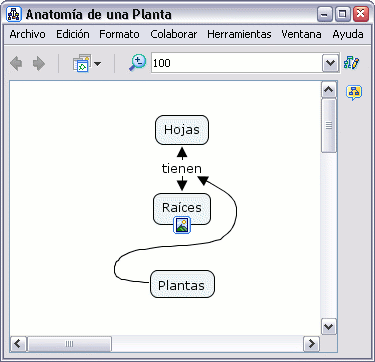 Anatomía de una Planta
Archivo Edición Formato Colaborar Herramientas Ventana Ayuda
100
Hojas
tienen
Raíces
Plantas